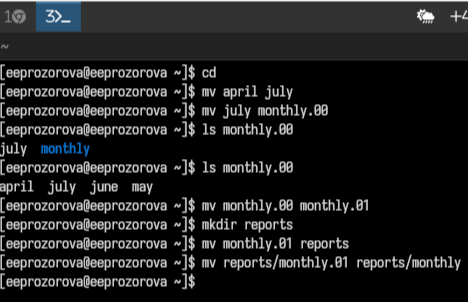 1
3>_
+4
~
[eeprozorova@eeprozorova ~]$ cd
[eeprozorova@eeprozorova ~]$ mv april july
[eeprozorova@eeprozorova ~]$ mv july monthly.00
[eeprozorova@eeprozorova ~]$ ls monthly.00
july  monthly
[eeprozorova@eeprozorova ~]$ ls monthly.00
april  july  june  may
[eeprozorova@eeprozorova ~]$ mv monthly.00 monthly.01
[eeprozorova@eeprozorova ~]$ mkdir reports
[eeprozorova@eeprozorova ~]$ mv monthly.01 reports
[eeprozorova@eeprozorova ~]$ mv reports/monthly.01 reports/monthly
[eeprozorova@eeprozorova ~]$